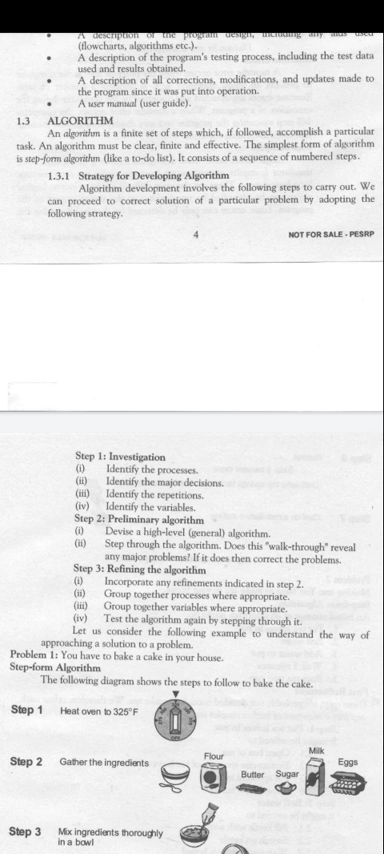 • A description of the program design, including any aids used
(flowcharts, algorithms etc.).
• A description of the program's testing process, including the test data
used and results obtained.
• A description of all corrections, modifications, and updates made to
the program since it was put into operation.
• A user manual (user guide).
1.3 ALGORITHM
An algorithm is a finite set of steps which, if followed, accomplish a particular
task. An algorithm must be clear, finite and effective. The simplest form of algorithm
is step-form algorithm (like a to-do list). It consists of a sequence of numbered steps.
1.3.1 Strategy for Developing Algorithm
Algorithm development involves the following steps to carry out. We
can proceed to correct solution of a particular problem by adopting the
following strategy.
4 NOT FOR SALE - PESRP
Step 1: Investigation
(i) Identify the processes.
(ii) Identify the major decisions.
(iii) Identify the repetitions.
(iv) Identify the variables.
Step 2: Preliminary algorithm
(i) Devise a high-level (general) algorithm.
(ii) Step through the algorithm. Does this "walk-through" reveal
any major problems? If it does then correct the problems.
Step 3: Refining the algorithm
(i) Incorporate any refinements indicated in step 2.
(ii) Group together processes where appropriate.
(iii) Group together variables where appropriate.
(iv) Test the algorithm again by stepping through it.
Let us consider the following example to understand the way of
approaching a solution to a problem.
Problem 1: You have to bake a cake in your house.
Step-form Algorithm
The following diagram shows the steps to follow to bake the cake.
Step 1 Heat oven to 325°F
Step 2 Gather the ingredients Flour Butter Sugar Milk Eggs
Step 3 Mix ingredients thoroughly
in a bowl